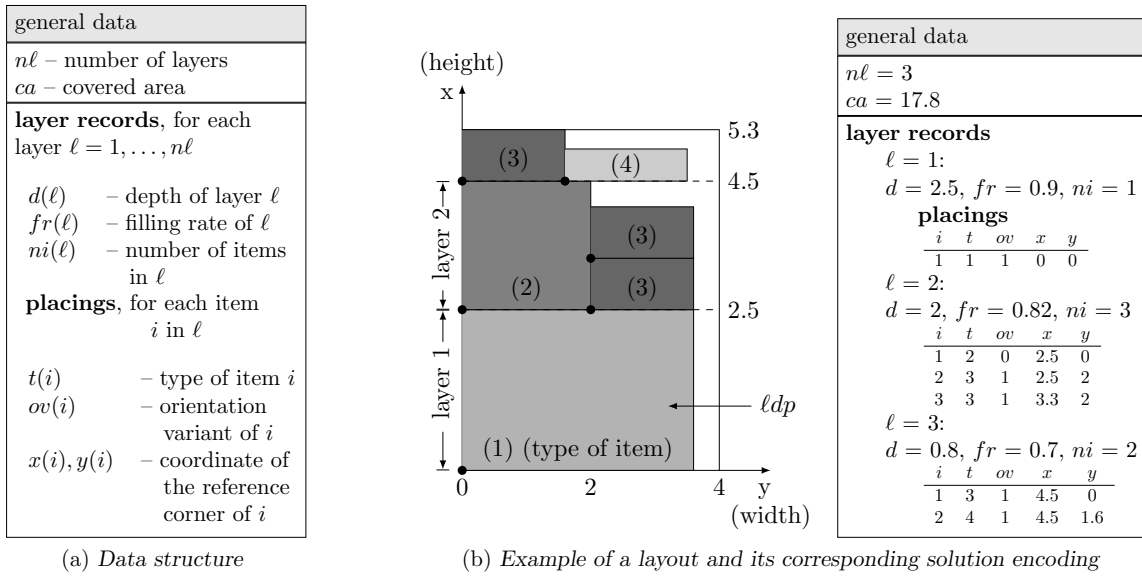 general data
nℓ – number of layers
ca – covered area
layer records, for each
layer ℓ = 1, . . . , nℓ
d(ℓ) – depth of layer ℓ
fr(ℓ) – filling rate of ℓ
ni(ℓ) – number of items
in ℓ
placings, for each item
i in ℓ
t(i) – type of item i
ov(i) – orientation
variant of i
x(i), y(i) – coordinate of
the reference
corner of i
(a) Data structure
(height)
x
5.3
(3)
(4)
4.5
layer 2
(3)
(2)
(3)
2.5
layer 1
ℓdp
(1) (type of item)
0
2
4
y
(width)
general data
nℓ = 3
ca = 17.8
layer records
ℓ = 1:
d = 2.5, fr = 0.9, ni = 1
placings
i t ov x y
1 1 1 0 0
ℓ = 2:
d = 2, fr = 0.82, ni = 3
i t ov x y
1 2 0 2.5 0
2 3 1 2.5 2
3 3 1 3.3 2
ℓ = 3:
d = 0.8, fr = 0.7, ni = 2
i t ov x y
1 3 1 4.5 0
2 4 1 4.5 1.6
(b) Example of a layout and its corresponding solution encoding